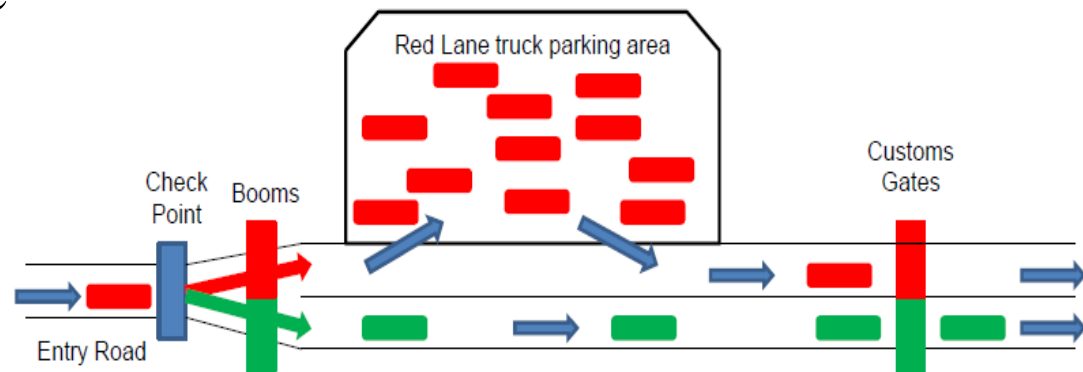 Red Lane truck parking area
Customs
Gates
Check
Point
Booms
Entry Road